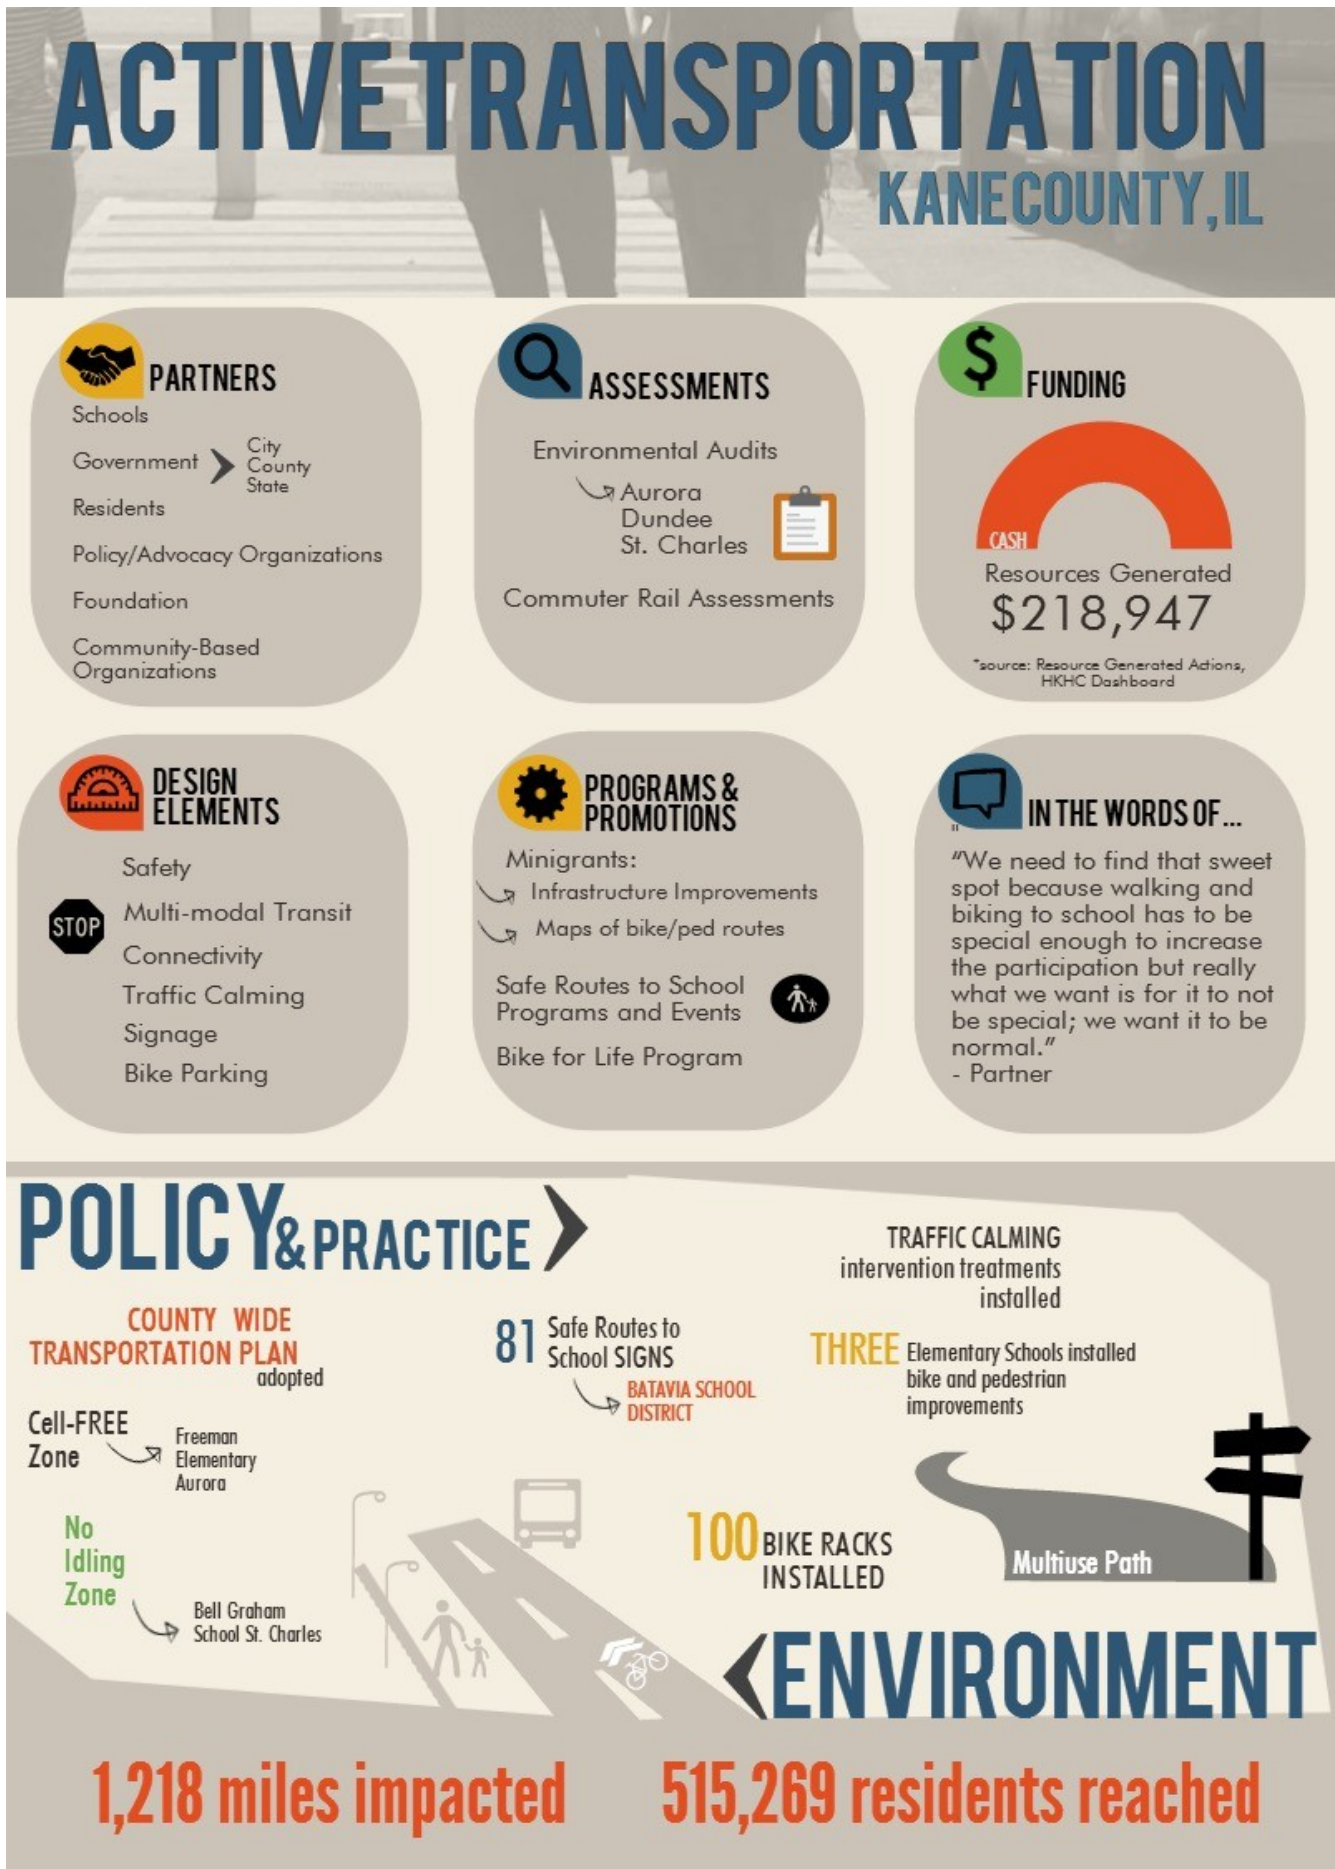 ACTIVE TRANSPORTATION
KANE COUNTY, IL
PARTNERS
Schools
Government
City
County
State
Residents
Policy/Advocacy Organizations
Foundation
Community-Based
Organizations
ASSESSMENTS
Environmental Audits
Aurora
Dundee
St. Charles
Commuter Rail Assessments
$
FUNDING
CASH
Resources Generated
$218,947
*source: Resource Generated Actions,
HKHC Dashboard
DESIGN
ELEMENTS
Safety
STOP
Multi-modal Transit
Connectivity
Traffic Calming
Signage
Bike Parking
PROGRAMS &
PROMOTIONS
Minigrants:
Infrastructure Improvements
Maps of bike/ped routes
Safe Routes to School
Programs and Events
Bike for Life Program
IN THE WORDS OF...
"
"We need to find that sweet
spot because walking and
biking to school has to be
special enough to increase
the participation but really
what we want is for it to not
be special; we want it to be
normal."
- Partner
POLICY & PRACTICE
COUNTY WIDE
TRANSPORTATION PLAN
adopted
Cell-FREE
Zone
Freeman
Elementary
Aurora
No
Idling
Zone
Bell Graham
School St. Charles
81 Safe Routes to
School SIGNS
BATAVIA SCHOOL
DISTRICT
TRAFFIC CALMING
intervention treatments
installed
THREE Elementary Schools installed
bike and pedestrian
improvements
100 BIKE RACKS
INSTALLED
Multiuse Path
ENVIRONMENT
1,218 miles impacted
515,269 residents reached